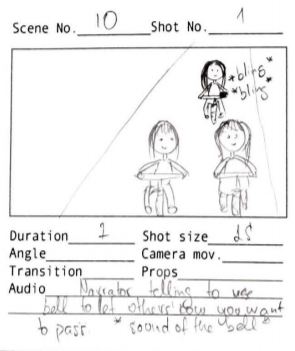 Scene No. 10 Shot No. 1
*bling*
*bling
Duration 2 Shot size LS
Angle Camera mov.
Transition Props
Audio Narrator telling to use
bell to let others know you want
to pass * sound of the bell *